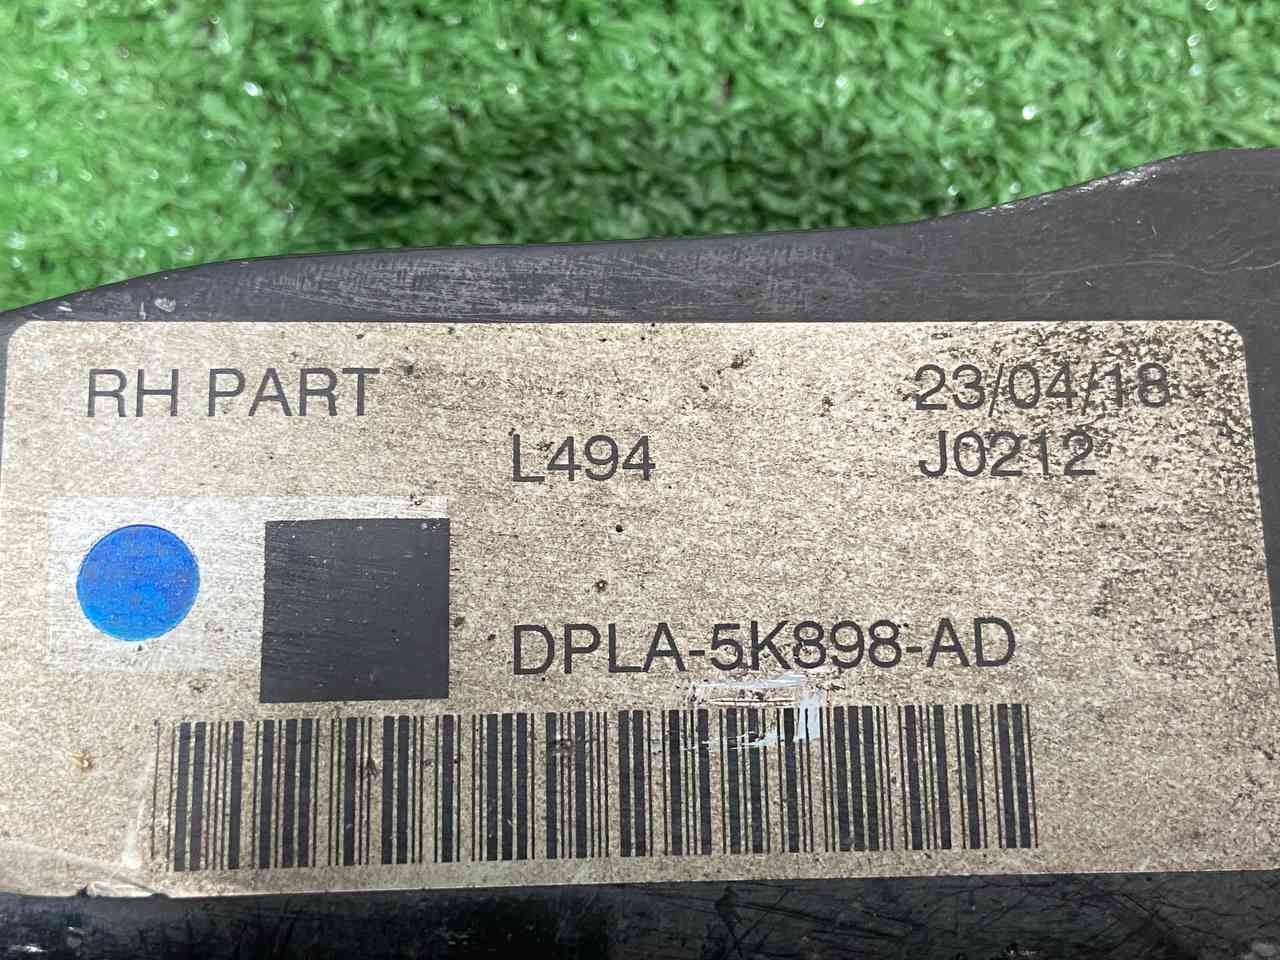 RH PART
23/04/18
L494
J0212
DPLA-5K898-AD